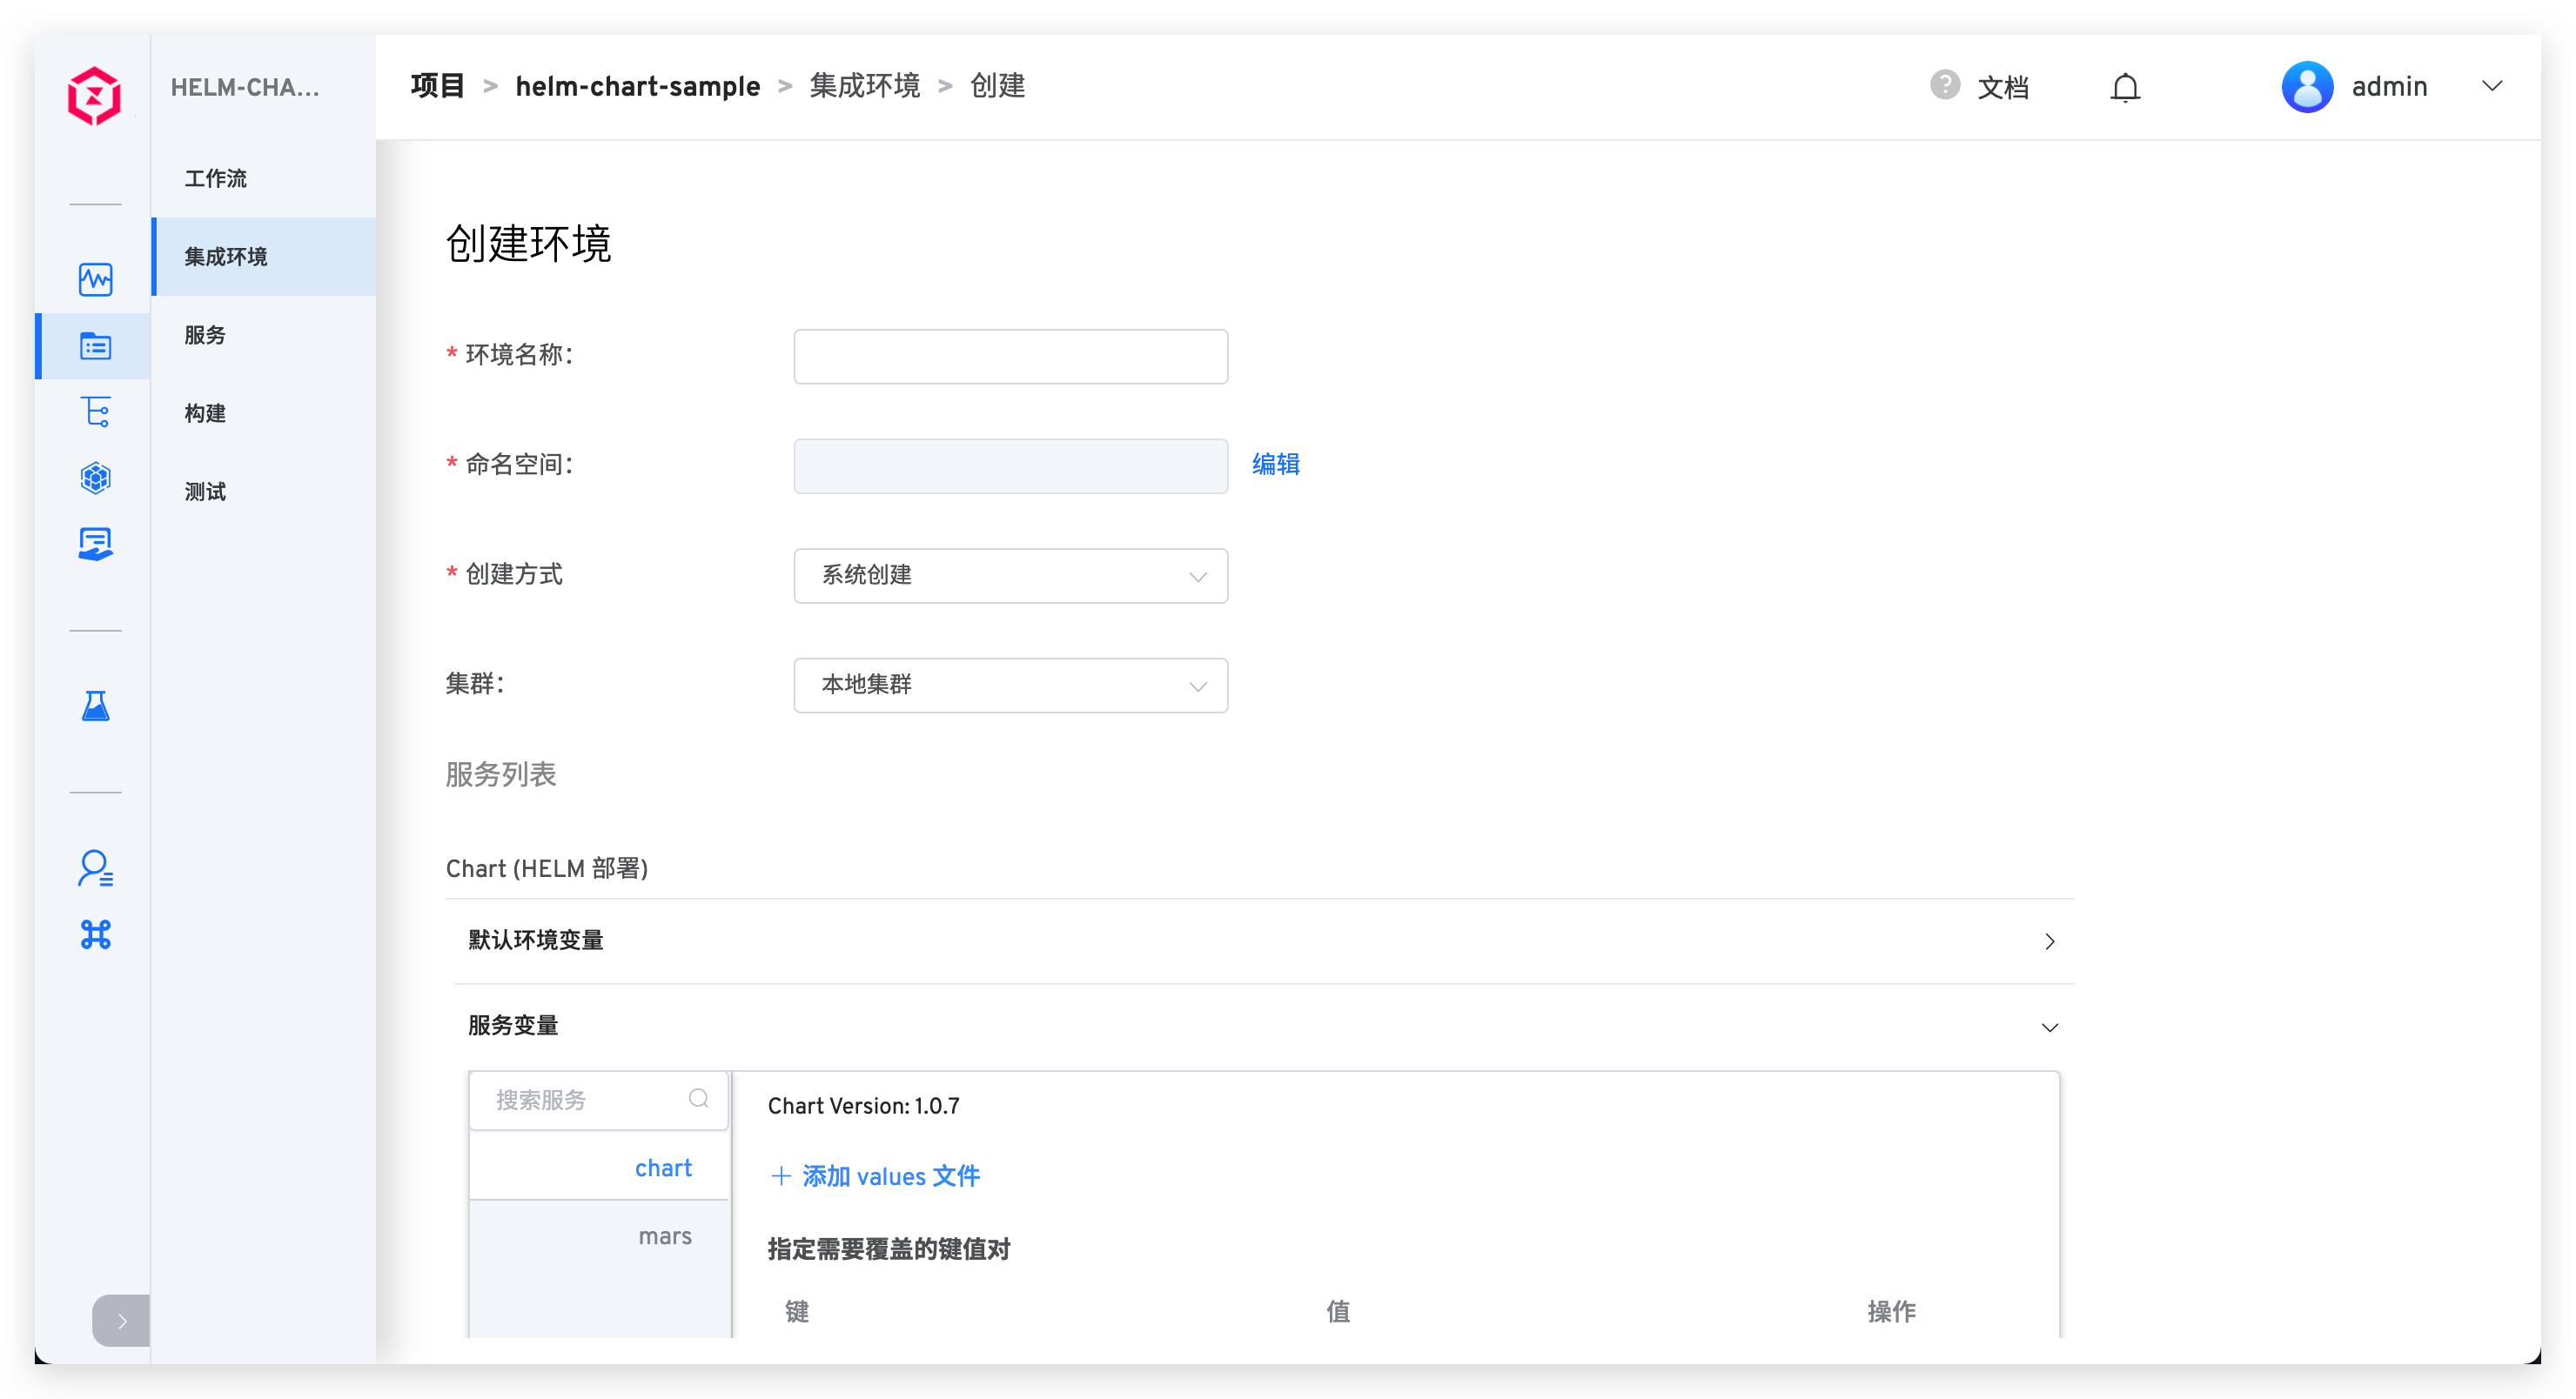 HELM-CHA...
项目 > helm-chart-sample > 集成环境 > 创建
? 文档
admin
工作流
集成环境
服务
构建
测试
创建环境
* 环境名称:
* 命名空间:
编辑
* 创建方式
系统创建
集群:
本地集群
服务列表
Chart (HELM 部署)
默认环境变量
服务变量
搜索服务
chart
mars
Chart Version: 1.0.7
+ 添加 values 文件
指定需要覆盖的键值对
键 值 操作